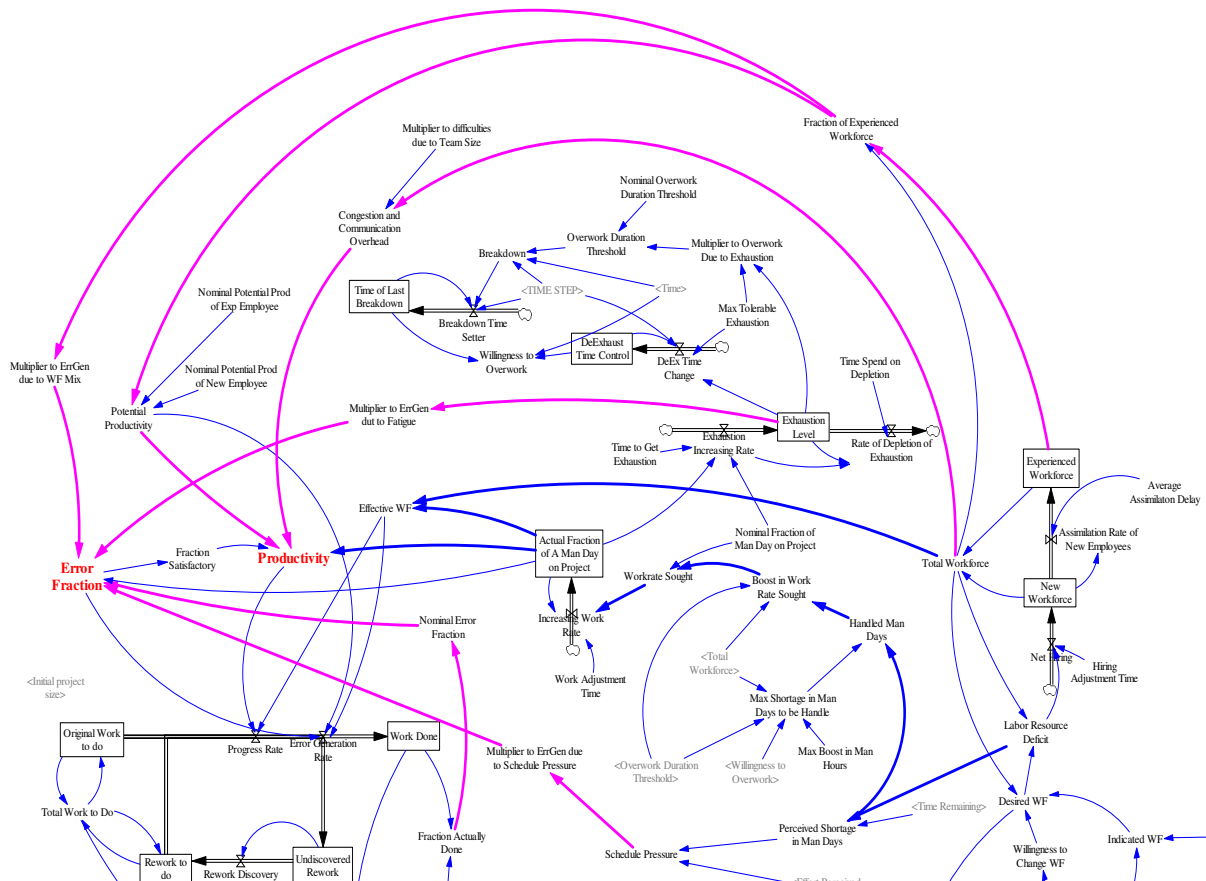 Fraction of Experienced
Workforce
Multiplier to difficulties
due to Team Size
Nominal Overwork
Duration Threshold
Congestion and
Communication
Overhead
Overwork Duration
Threshold
Multiplier to Overwork
Due to Exhaustion
Breakdown
Time of Last
Breakdown
<TIME STEP>
<Time>
Nominal Potential Prod
of Exp Employee
Breakdown Time
Setter
Max Tolerable
Exhaustion
DeExhaust
Time Control
Willingness to
Overwork
DeEx Time
Change
Time Spend on
Depletion
Multiplier to ErrGen
due to WF Mix
Nominal Potential Prod
of New Employee
Potential
Productivity
Multiplier to ErrGen
dut to Fatigue
Exhaustion
Level
Exhaustion
Increasing Rate
Rate of Depletion of
Exhaustion
Time to Get
Exhaustion
Experienced
Workforce
Average
Assimilaton Delay
Effective WF
Nominal Fraction of
Man Day on Project
Assimilation Rate of
New Employees
Actual Fraction
of A Man Day
on Project
Fraction
Satisfactory
Productivity
Error
Fraction
Total Workforce
Workrate Sought
Boost in Work
Rate Sought
New
Workforce
Increasing Work
Rate
Nominal Error
Fraction
Handled Man
Days
Net Hiring
Hiring
Adjustment Time
<Total
Workforce>
Work Adjustment
Time
<Initial project
size>
Max Shortage in Man
Days to be Handle
Original Work
to do
Work Done
Progress Rate
Error Generation
Rate
Multiplier to ErrGen due
to Schedule Pressure
Max Boost in Man
Hours
Labor Resource
Deficit
<Overwork Duration
Threshold>
<Willingness to
Overwork>
Total Work to Do
<Time Remaining>
Desired WF
Fraction Actually
Done
Perceived Shortage
in Man Days
Indicated WF
Schedule Pressure
Willingness to
Change WF
Rework to
do
Rework Discovery
Undiscovered
Rework
<Effect Perceived